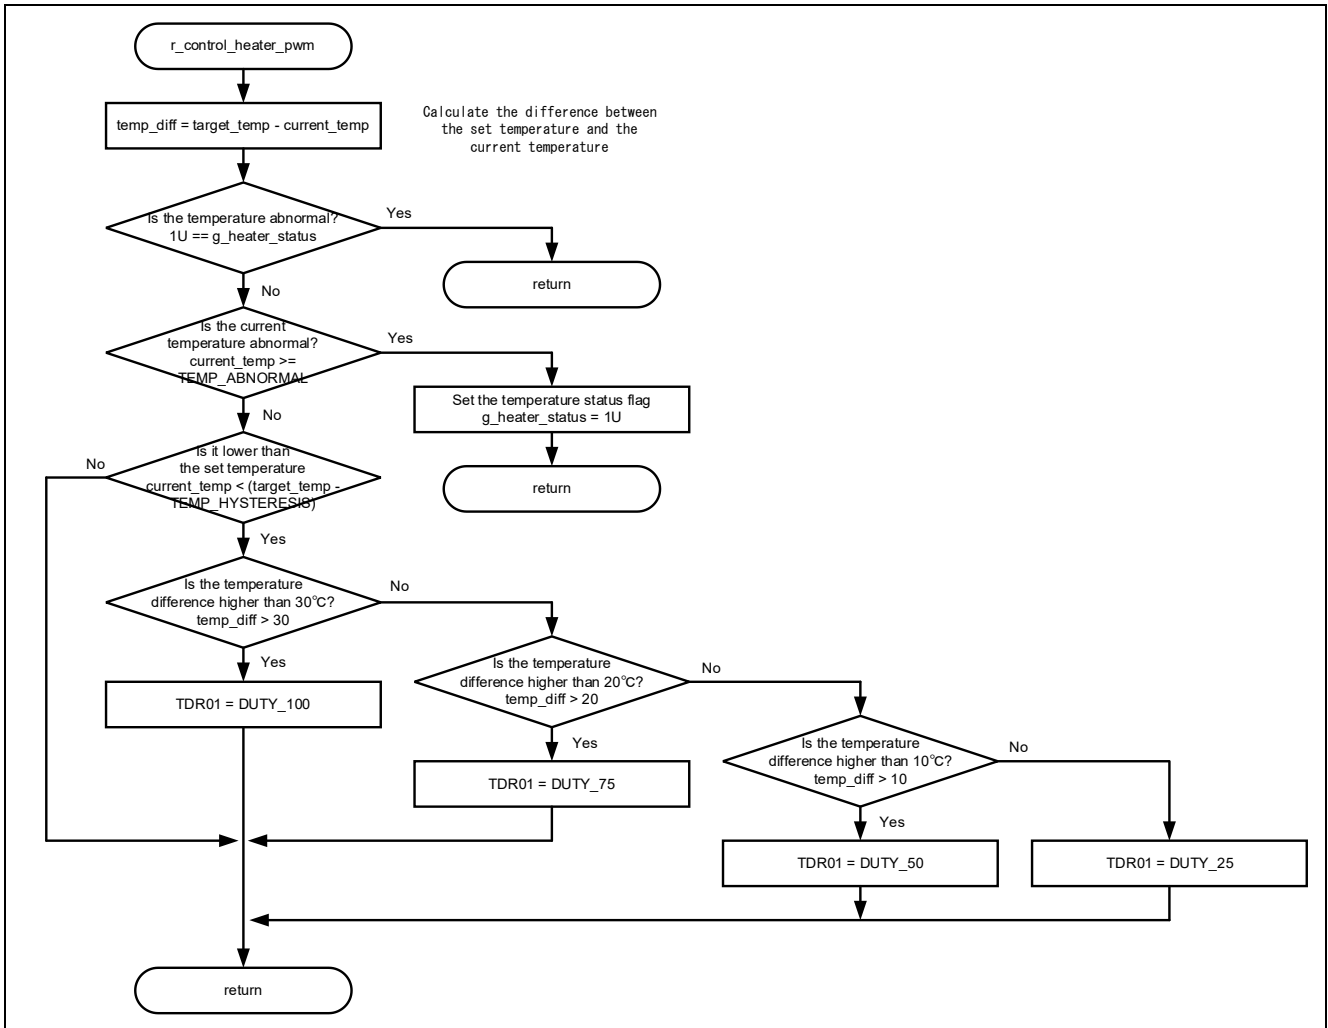 r_control_heater_pwm
temp_diff = target_temp - current_temp
Calculate the difference between
the set temperature and the
current temperature
Is the temperature abnormal?
1U == g_heater_status
Yes
return
No
Is the current
temperature abnormal?
current_temp >=
TEMP_ABNORMAL
Yes
Set the temperature status flag
g_heater_status = 1U
return
No
Is it lower than
the set temperature
current_temp < (target_temp -
TEMP_HYSTERESIS)
No
Yes
Is the temperature
difference higher than 30℃?
temp_diff > 30
No
Yes
TDR01 = DUTY_100
Is the temperature
difference higher than 20℃?
temp_diff > 20
No
Yes
TDR01 = DUTY_75
Is the temperature
difference higher than 10℃?
temp_diff > 10
No
Yes
TDR01 = DUTY_50
TDR01 = DUTY_25
return